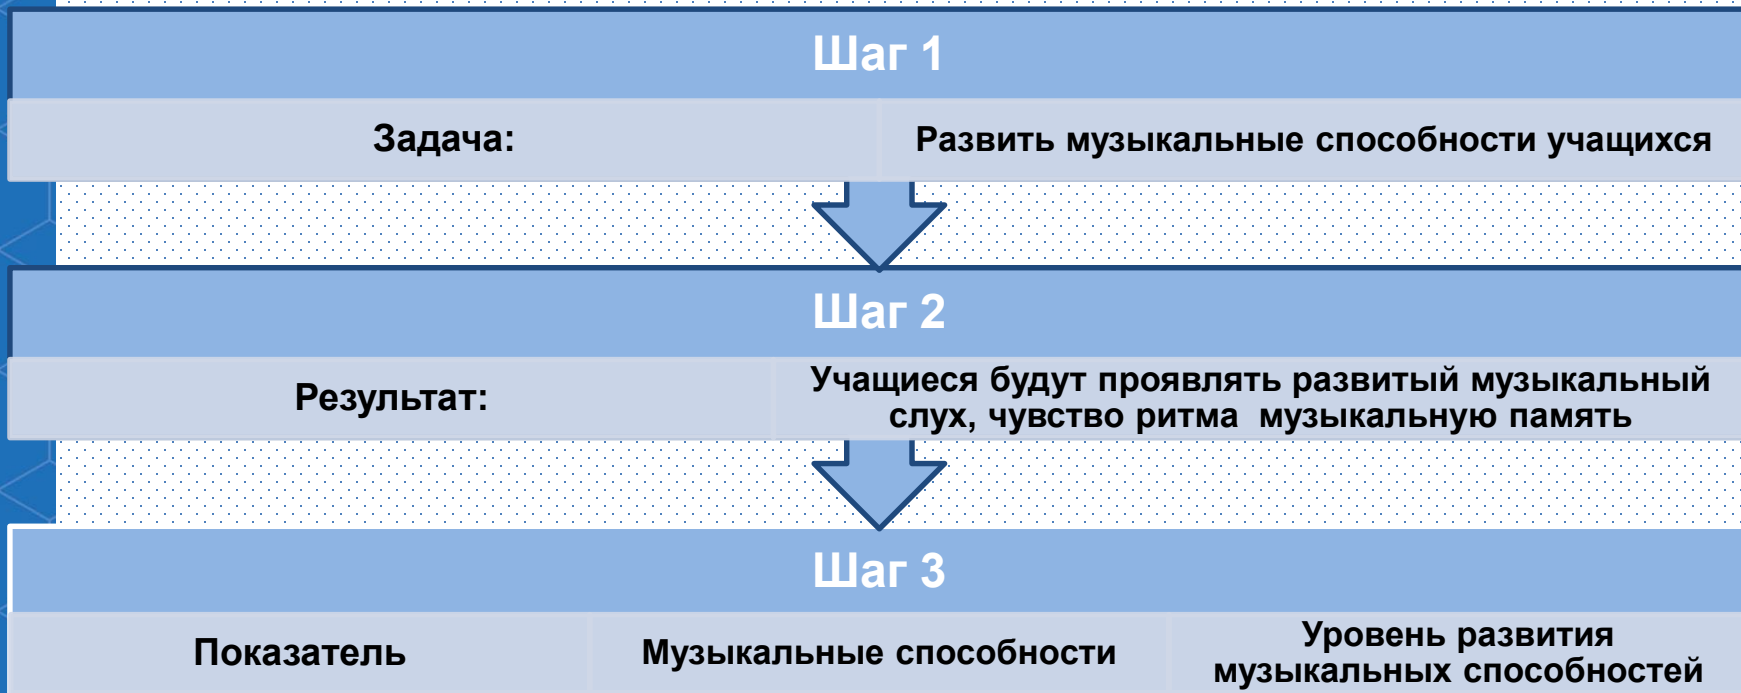 Шаг 1
Задача:
Развить музыкальные способности учащихся
Шаг 2
Результат:
Учащиеся будут проявлять развитый музыкальный
слух, чувство ритма  музыкальную память
Шаг 3
Показатель
Музыкальные способности
Уровень развития
музыкальных способностей